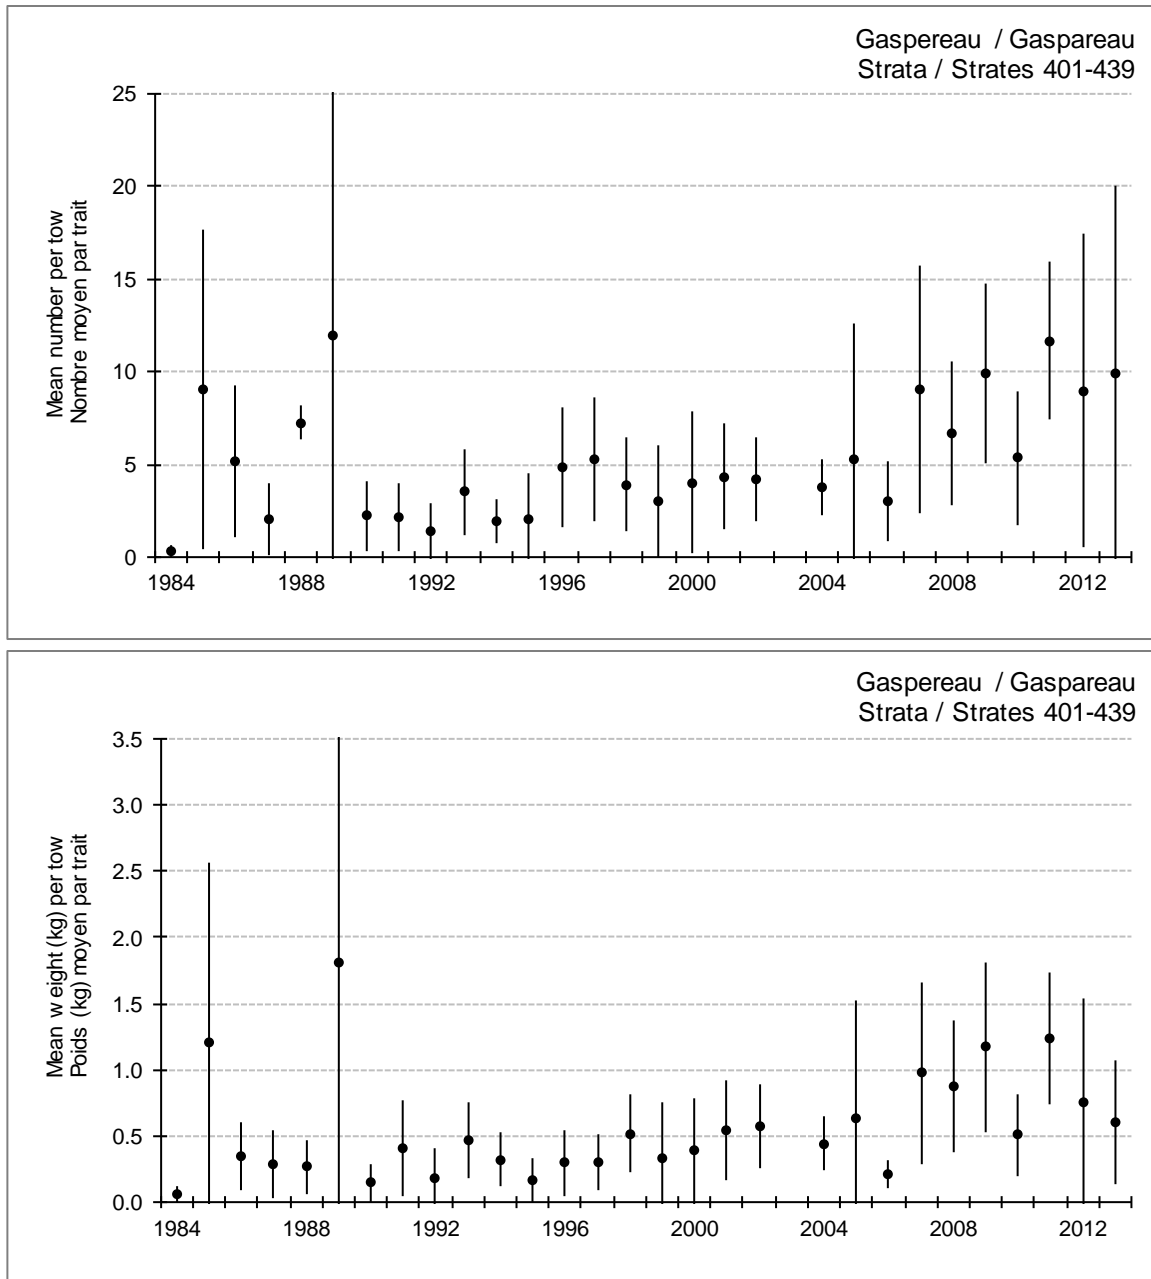 Gaspereau / Gaspareau
Strata / Strates 401-439
Mean number per tow
Nombre moyen par trait
25
20
15
10
5
0
1984 1988 1992 1996 2000 2004 2008 2012
Gaspereau / Gaspareau
Strata / Strates 401-439
Mean weight (kg) per tow
Poids (kg) moyen par trait
3.5
3.0
2.5
2.0
1.5
1.0
0.5
0.0
1984 1988 1992 1996 2000 2004 2008 2012